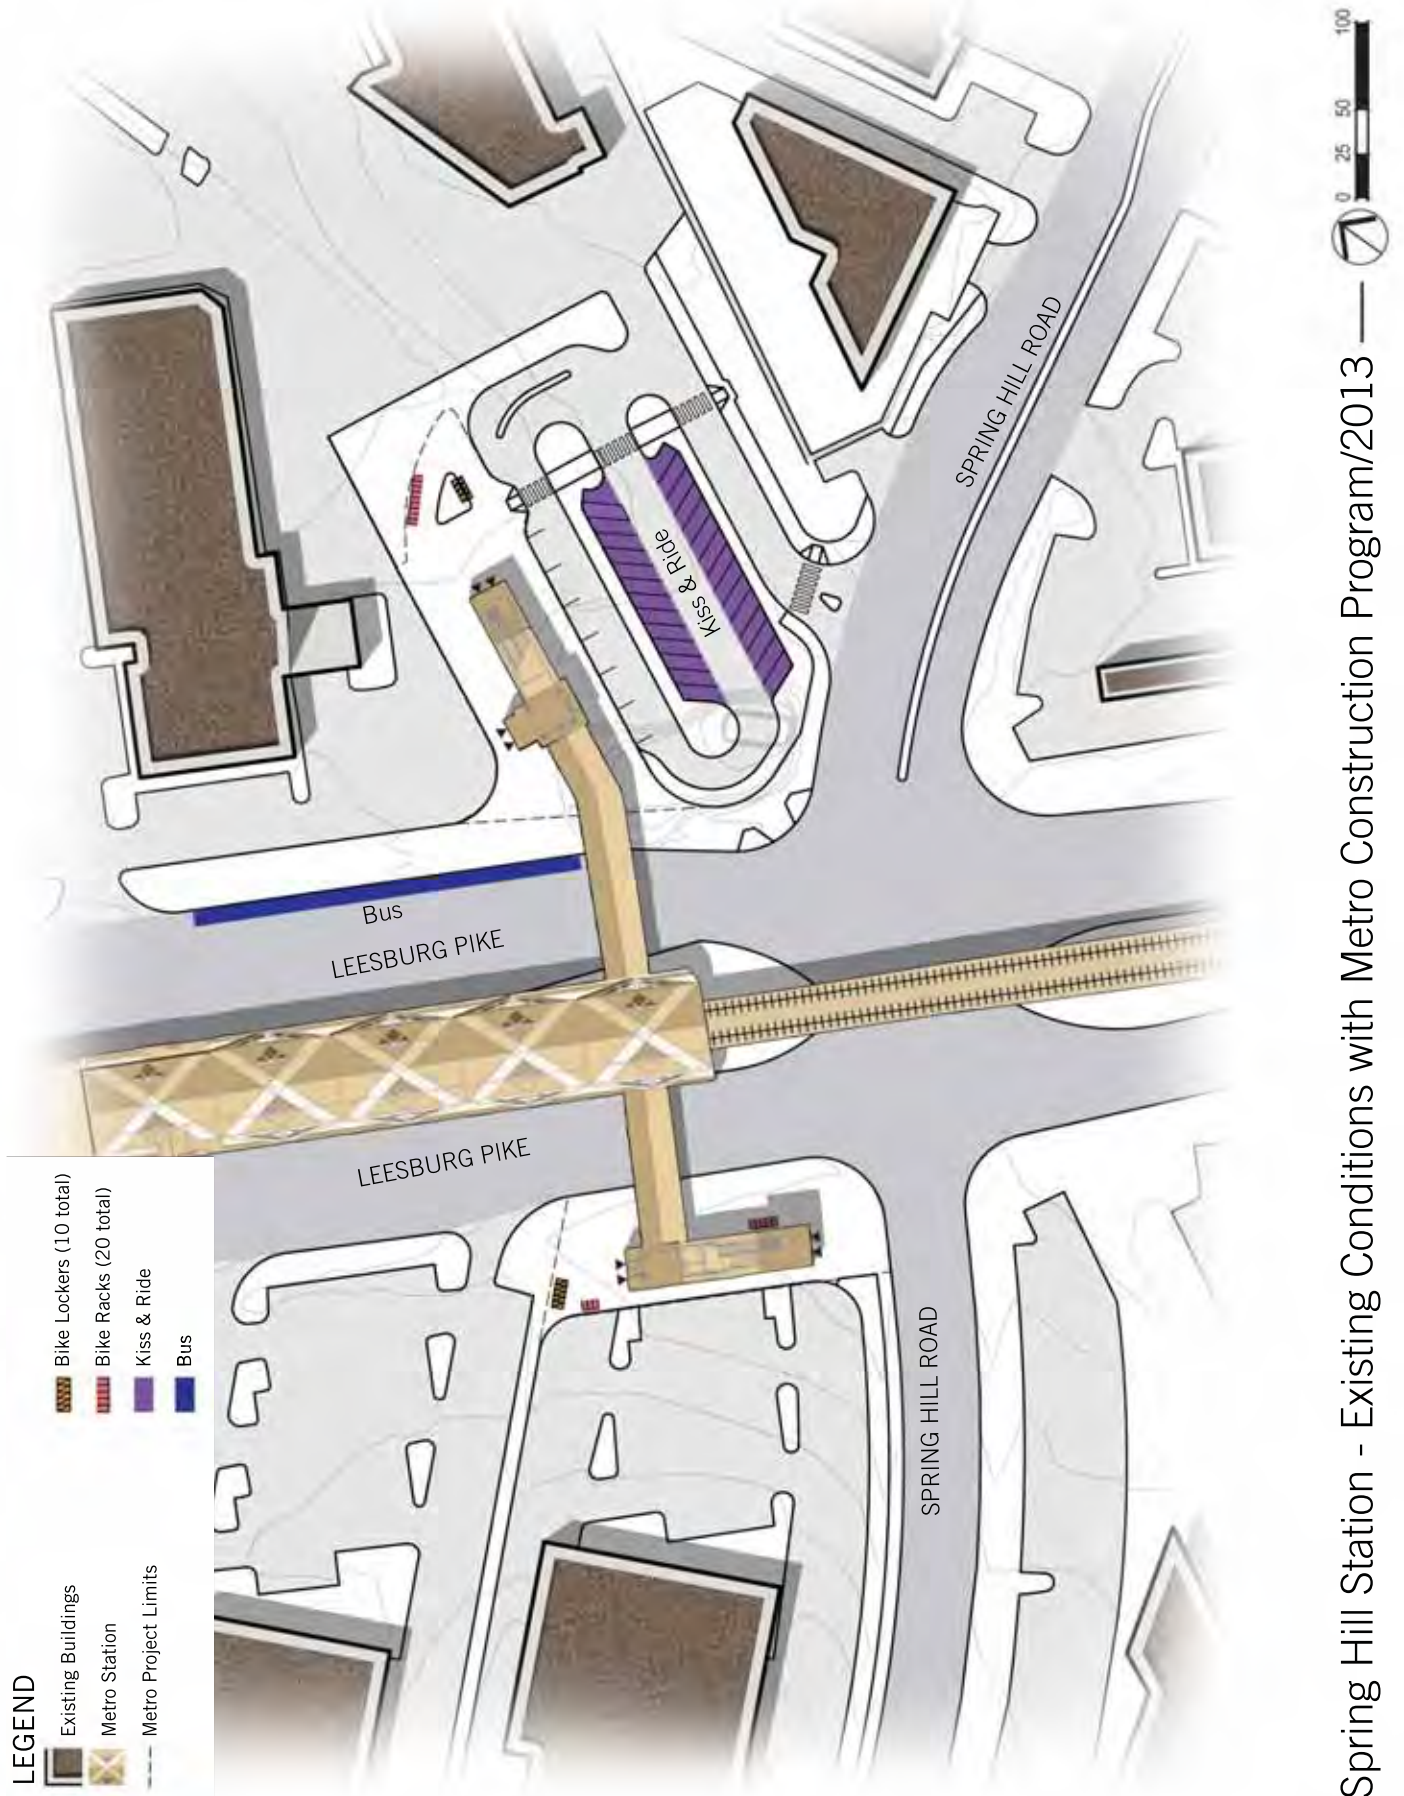 LEGEND
Existing Buildings
Metro Station
Metro Project Limits
Bike Lockers (10 total)
Bike Racks (20 total)
Kiss & Ride
Bus
LEESBURG PIKE
Bus
LEESBURG PIKE
Kiss & Ride
SPRING HILL ROAD
SPRING HILL ROAD
Spring Hill Station - Existing Conditions with Metro Construction Program/2013
0 25 50 100